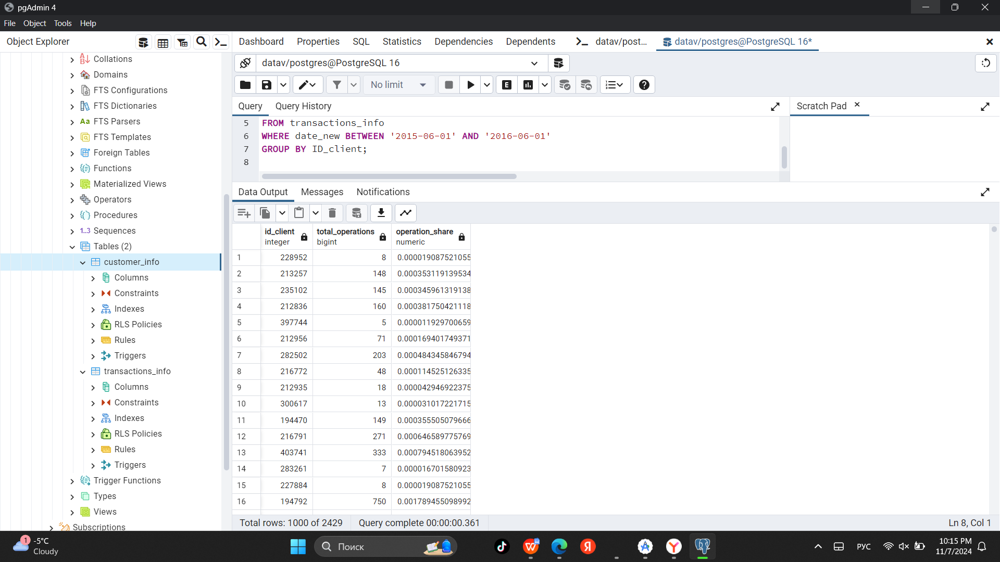 pgAdmin 4
File Object Tools Help
Object Explorer
Dashboard Properties SQL Statistics Dependencies Dependents datav/post... datav/postgres@PostgreSQL 16*
Collations
Domains
FTS Configurations
FTS Dictionaries
Aa FTS Parsers
FTS Templates
Foreign Tables
Functions
Materialized Views
Operators
Procedures
1..3 Sequences
Tables (2)
customer_info
Columns
Constraints
Indexes
RLS Policies
Rules
Triggers
transactions_info
Columns
Constraints
Indexes
RLS Policies
Rules
Triggers
Trigger Functions
Types
Views
Subscriptions
datav/postgres@PostgreSQL 16
No limit
E
Query Query History
Scratch Pad
5 FROM transactions_info
6 WHERE date_new BETWEEN '2015-06-01' AND '2016-06-01'
7 GROUP BY ID_client;
8
Data Output Messages Notifications
id_client integer total_operations bigint operation_share numeric
1 228952 8 0.000019087521055
2 213257 148 0.000353119139534
3 235102 145 0.000345961319138
4 212836 160 0.000381750421118
5 397744 5 0.000011929700659
6 212956 71 0.000169401749371
7 282502 203 0.000484345846794
8 216772 48 0.000114525126335
9 212935 18 0.000042946922375
10 300617 13 0.000031017221715
11 194470 149 0.000355505079666
12 216791 271 0.000646589775769
13 403741 333 0.000794518063952
14 283261 7 0.000016701580923
15 227884 8 0.000019087521055
16 194792 750 0.001789455098992
Total rows: 1000 of 2429 Query complete 00:00:00.361 Ln 8, Col 1
1
-5°C
Cloudy
Поиск
Я
РУС
10:15 PM
11/7/2024